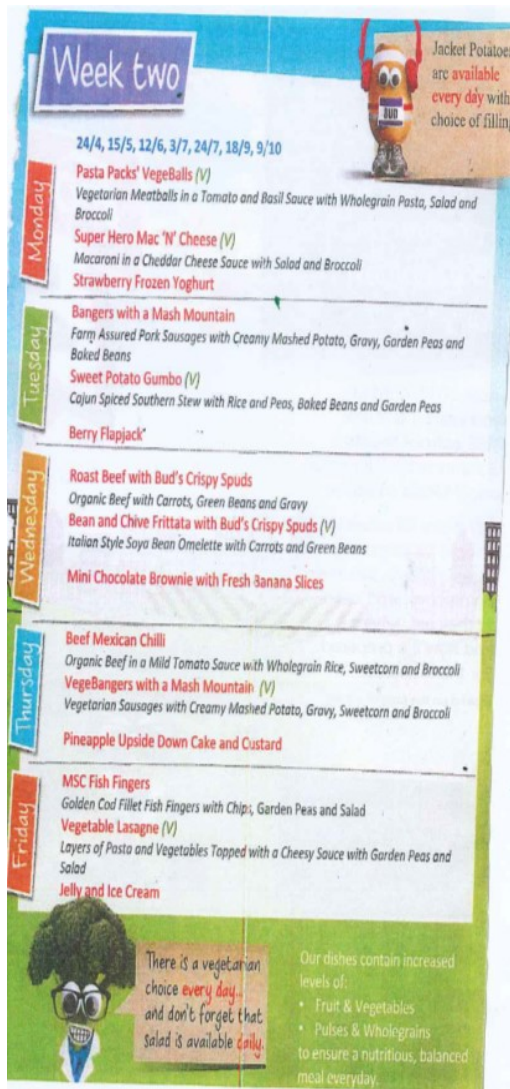 Week two
Jacket Potatoes
are available
every day with
choice of filling
BUD
24/4, 15/5, 12/6, 3/7, 24/7, 18/9, 9/10
Monday
Pasta Packs' VegeBalls (V)
Vegetarian Meatballs in a Tomato and Basil Sauce with Wholegrain Pasta, Salad and
Broccoli
Super Hero Mac 'N' Cheese (V)
Macaroni in a Cheddar Cheese Sauce with Salad and Broccoli
Strawberry Frozen Yoghurt
Tuesday
Bangers with a Mash Mountain
Farm Assured Pork Sausages with Creamy Mashed Potato, Gravy, Garden Peas and
Baked Beans
Sweet Potato Gumbo (V)
Cajun Spiced Southern Stew with Rice and Peas, Baked Beans and Garden Peas
Berry Flapjack
Wednesday
Roast Beef with Bud's Crispy Spuds
Organic Beef with Carrots, Green Beans and Gravy
Bean and Chive Frittata with Bud's Crispy Spuds (V)
Italian Style Soya Bean Omelette with Carrots and Green Beans
Mini Chocolate Brownie with Fresh Banana Slices
Thursday
Beef Mexican Chilli
Organic Beef in a Mild Tomato Sauce with Wholegrain Rice, Sweetcorn and Broccoli
VegeBangers with a Mash Mountain (V)
Vegetarian Sausages with Creamy Mashed Potato, Gravy, Sweetcorn and Broccoli
Pineapple Upside Down Cake and Custard
Friday
MSC Fish Fingers
Golden Cod Fillet Fish Fingers with Chips, Garden Peas and Salad
Vegetable Lasagne (V)
Layers of Pasta and Vegetables Topped with a Cheesy Sauce with Garden Peas and
Salad
Jelly and Ice Cream
There is a vegetarian
choice every day...
and don't forget that
salad is available daily.
Our dishes contain increased
levels of:
• Fruit & Vegetables
• Pulses & Wholegrains
to ensure a nutritious, balanced
meal everyday.